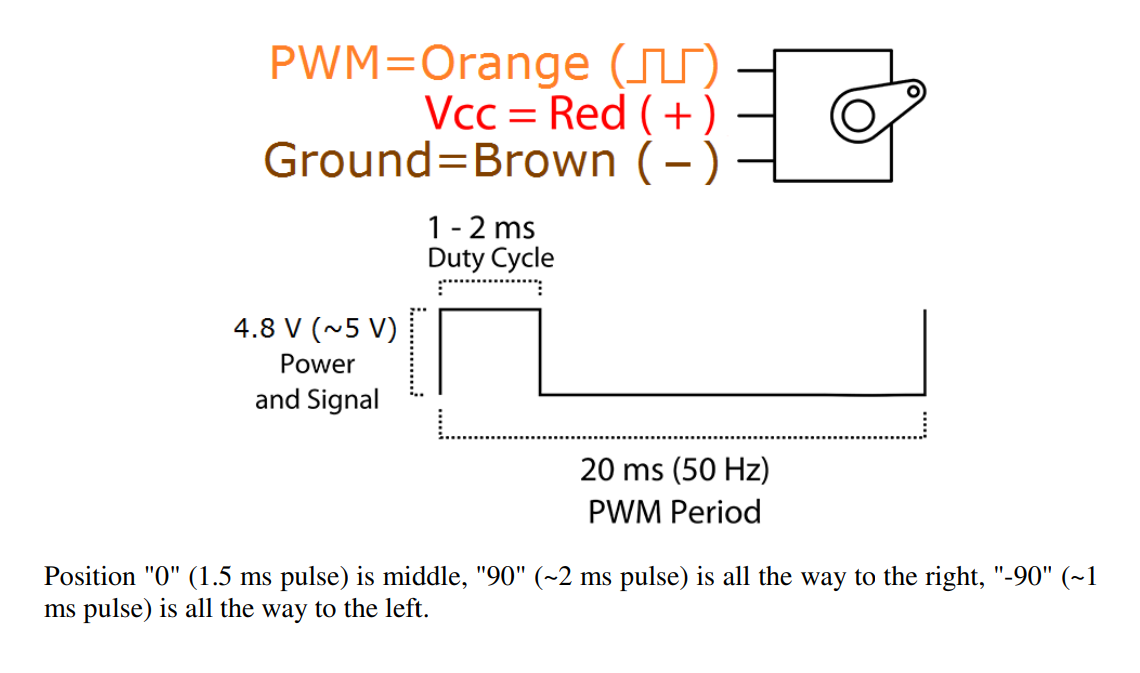 PWM=Orange (⎍⎍)
Vcc = Red ( + )
Ground=Brown ( − )
1 - 2 ms
Duty Cycle
4.8 V (~5 V)
Power
and Signal
20 ms (50 Hz)
PWM Period
Position "0" (1.5 ms pulse) is middle, "90" (~2 ms pulse) is all the way to the right, "-90" (~1
ms pulse) is all the way to the left.